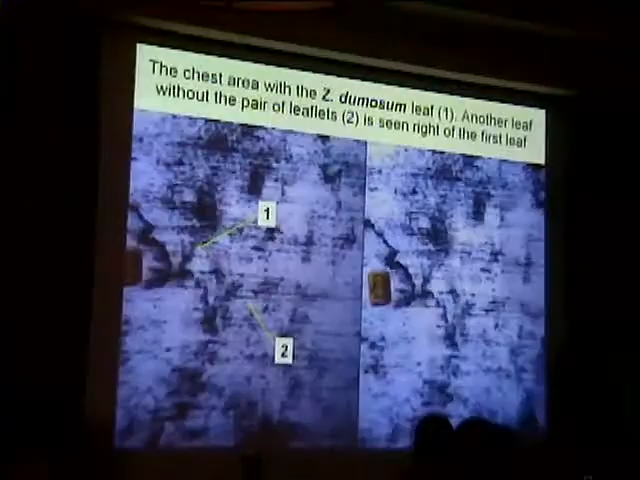 The chest area with the Z. dumosum leaf (1). Another leaf
without the pair of leaflets (2) is seen right of the first leaf
1
2